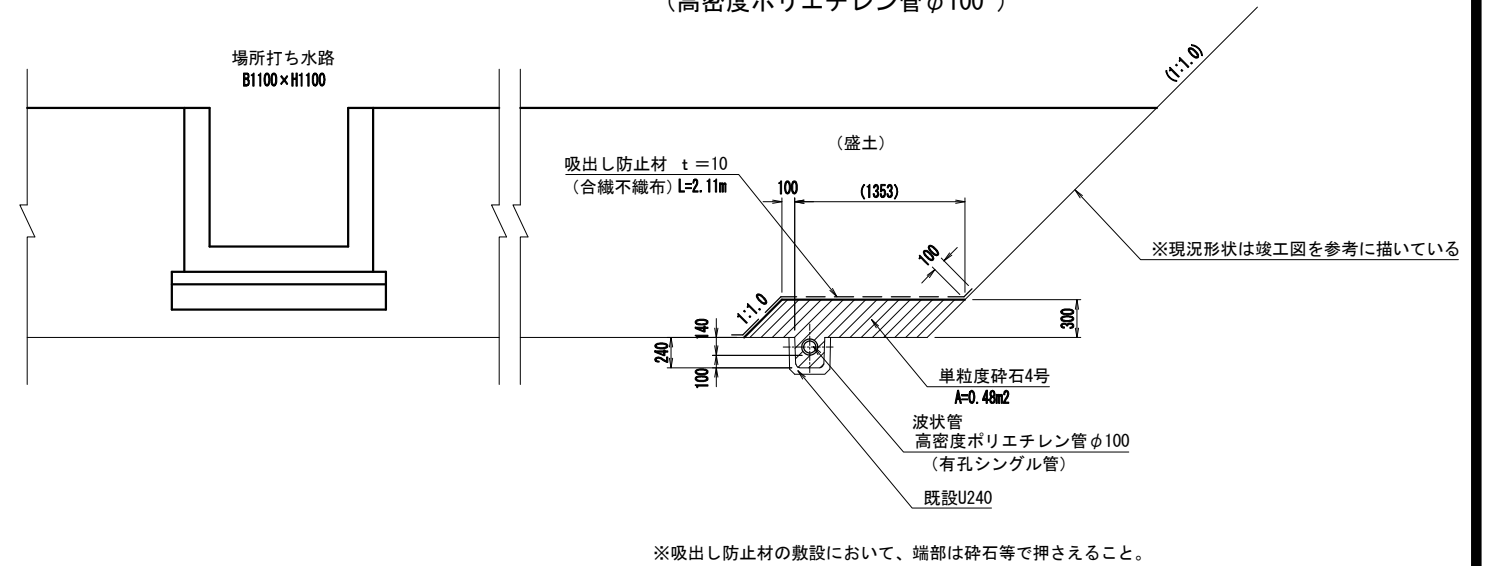 （高密度ポリエチレン管φ100 ）
場所打ち水路
B1100×H1100
(1:1.0)
（盛土）
吸出し防止材 ｔ＝10
（合繊不織布）L=2.11m
100
(1353)
100
※現況形状は竣工図を参考に描いている
1:1.0
300
140
240
100
単粒度砕石4号
A=0.48m2
波状管
高密度ポリエチレン管φ100
（有孔シングル管）
既設U240
※吸出し防止材の敷設において、端部は砕石等で押さえること。